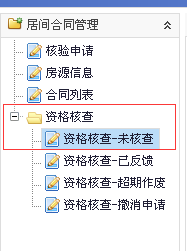 居间合同管理
核验申请
房源信息
合同列表
资格核查
资格核查-未核查
资格核查-已反馈
资格核查-超期作废
资格核查-撤消申请